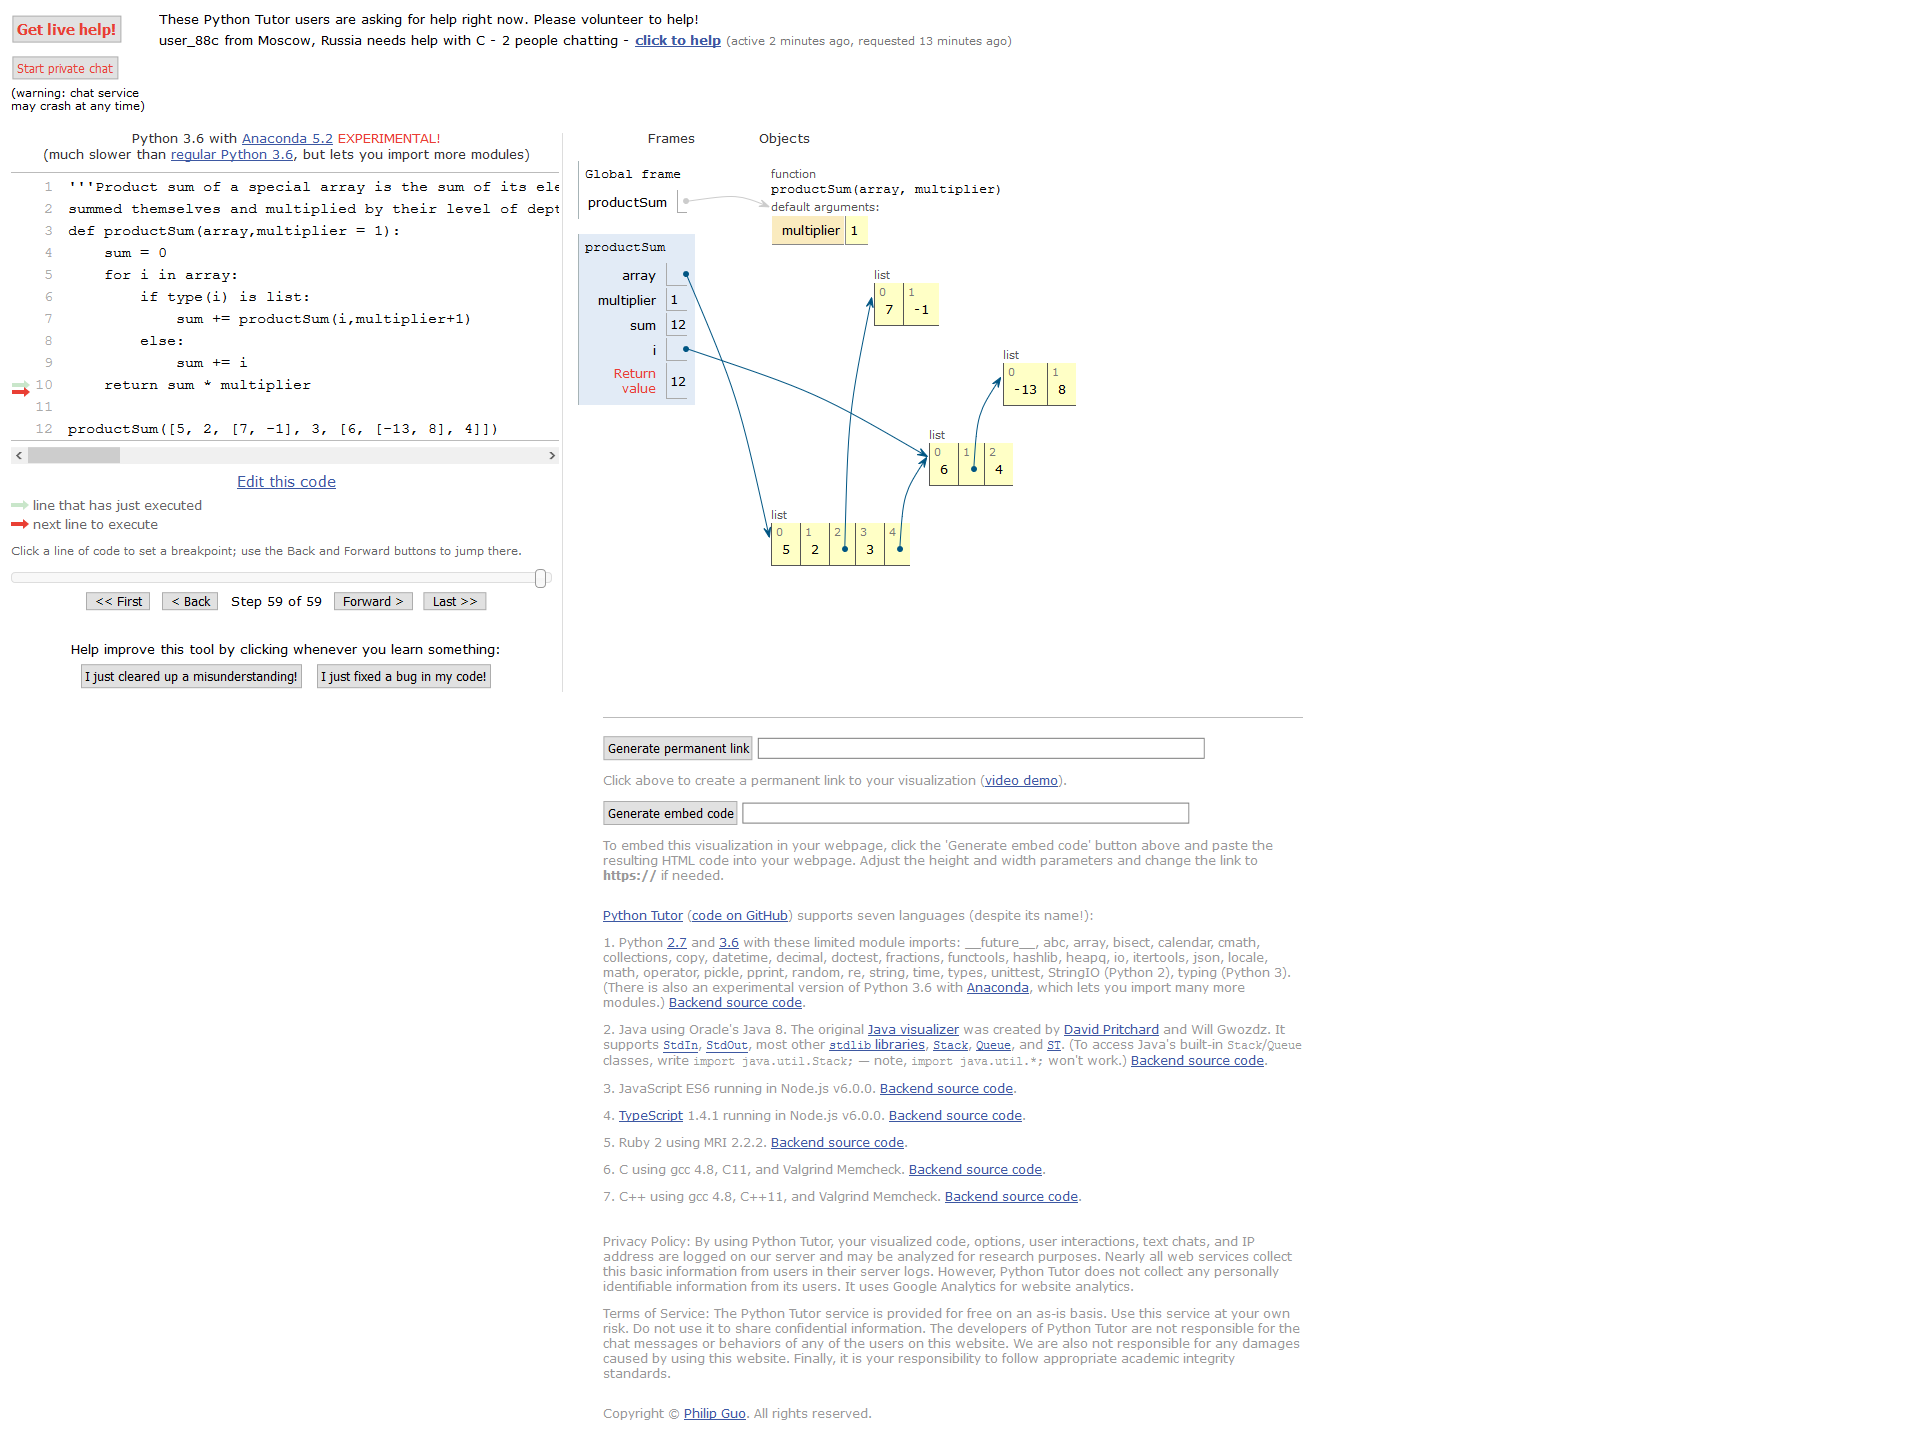 Get live help!
These Python Tutor users are asking for help right now. Please volunteer to help!
user_88c from Moscow, Russia needs help with C - 2 people chatting - click to help (active 2 minutes ago, requested 13 minutes ago)
Start private chat
(warning: chat service
may crash at any time)
Python 3.6 with Anaconda 5.2 EXPERIMENTAL!
(much slower than regular Python 3.6, but lets you import more modules)
1 '''Product sum of a special array is the sum of its ele
2 summed themselves and multiplied by their level of dept
3 def productSum(array,multiplier = 1):
4     sum = 0
5     for i in array:
6         if type(i) is list:
7             sum += productSum(i,multiplier+1)
8         else:
9             sum += i
10     return sum * multiplier
11
12 productSum([5, 2, [7, -1], 3, [6, [-13, 8], 4]])
Edit this code
line that has just executed
next line to execute
Click a line of code to set a breakpoint; use the Back and Forward buttons to jump there.
<< First < Back Step 59 of 59 Forward > Last >>
Help improve this tool by clicking whenever you learn something:
I just cleared up a misunderstanding! I just fixed a bug in my code!
Frames Objects
Global frame
productSum
function
productSum(array, multiplier)
default arguments:
multiplier 1
productSum
array
multiplier 1
sum 12
i
Return
value 12
list
0 1
7 -1
list
0 1
-13 8
list
0 1 2
6 4
list
0 1 2 3 4
5 2 3
Generate permanent link
Click above to create a permanent link to your visualization (video demo).
Generate embed code
To embed this visualization in your webpage, click the 'Generate embed code' button above and paste the
resulting HTML code into your webpage. Adjust the height and width parameters and change the link to
https:// if needed.
Python Tutor (code on GitHub) supports seven languages (despite its name!):
1. Python 2.7 and 3.6 with these limited module imports: __future__, abc, array, bisect, calendar, cmath,
collections, copy, datetime, decimal, doctest, fractions, functools, hashlib, heapq, io, itertools, json, locale,
math, operator, pickle, pprint, random, re, string, time, types, unittest, StringIO (Python 2), typing (Python 3).
(There is also an experimental version of Python 3.6 with Anaconda, which lets you import many more
modules.) Backend source code.
2. Java using Oracle's Java 8. The original Java visualizer was created by David Pritchard and Will Gwozdz. It
supports StdIn, StdOut, most other stdlib libraries, Stack, Queue, and ST. (To access Java's built-in Stack/Queue
classes, write import java.util.Stack; — note, import java.util.*; won't work.) Backend source code.
3. JavaScript ES6 running in Node.js v6.0.0. Backend source code.
4. TypeScript 1.4.1 running in Node.js v6.0.0. Backend source code.
5. Ruby 2 using MRI 2.2.2. Backend source code.
6. C using gcc 4.8, C11, and Valgrind Memcheck. Backend source code.
7. C++ using gcc 4.8, C++11, and Valgrind Memcheck. Backend source code.
Privacy Policy: By using Python Tutor, your visualized code, options, user interactions, text chats, and IP
address are logged on our server and may be analyzed for research purposes. Nearly all web services collect
this basic information from users in their server logs. However, Python Tutor does not collect any personally
identifiable information from its users. It uses Google Analytics for website analytics.
Terms of Service: The Python Tutor service is provided for free on an as-is basis. Use this service at your own
risk. Do not use it to share confidential information. The developers of Python Tutor are not responsible for the
chat messages or behaviors of any of the users on this website. We are also not responsible for any damages
caused by using this website. Finally, it is your responsibility to follow appropriate academic integrity
standards.
Copyright © Philip Guo. All rights reserved.